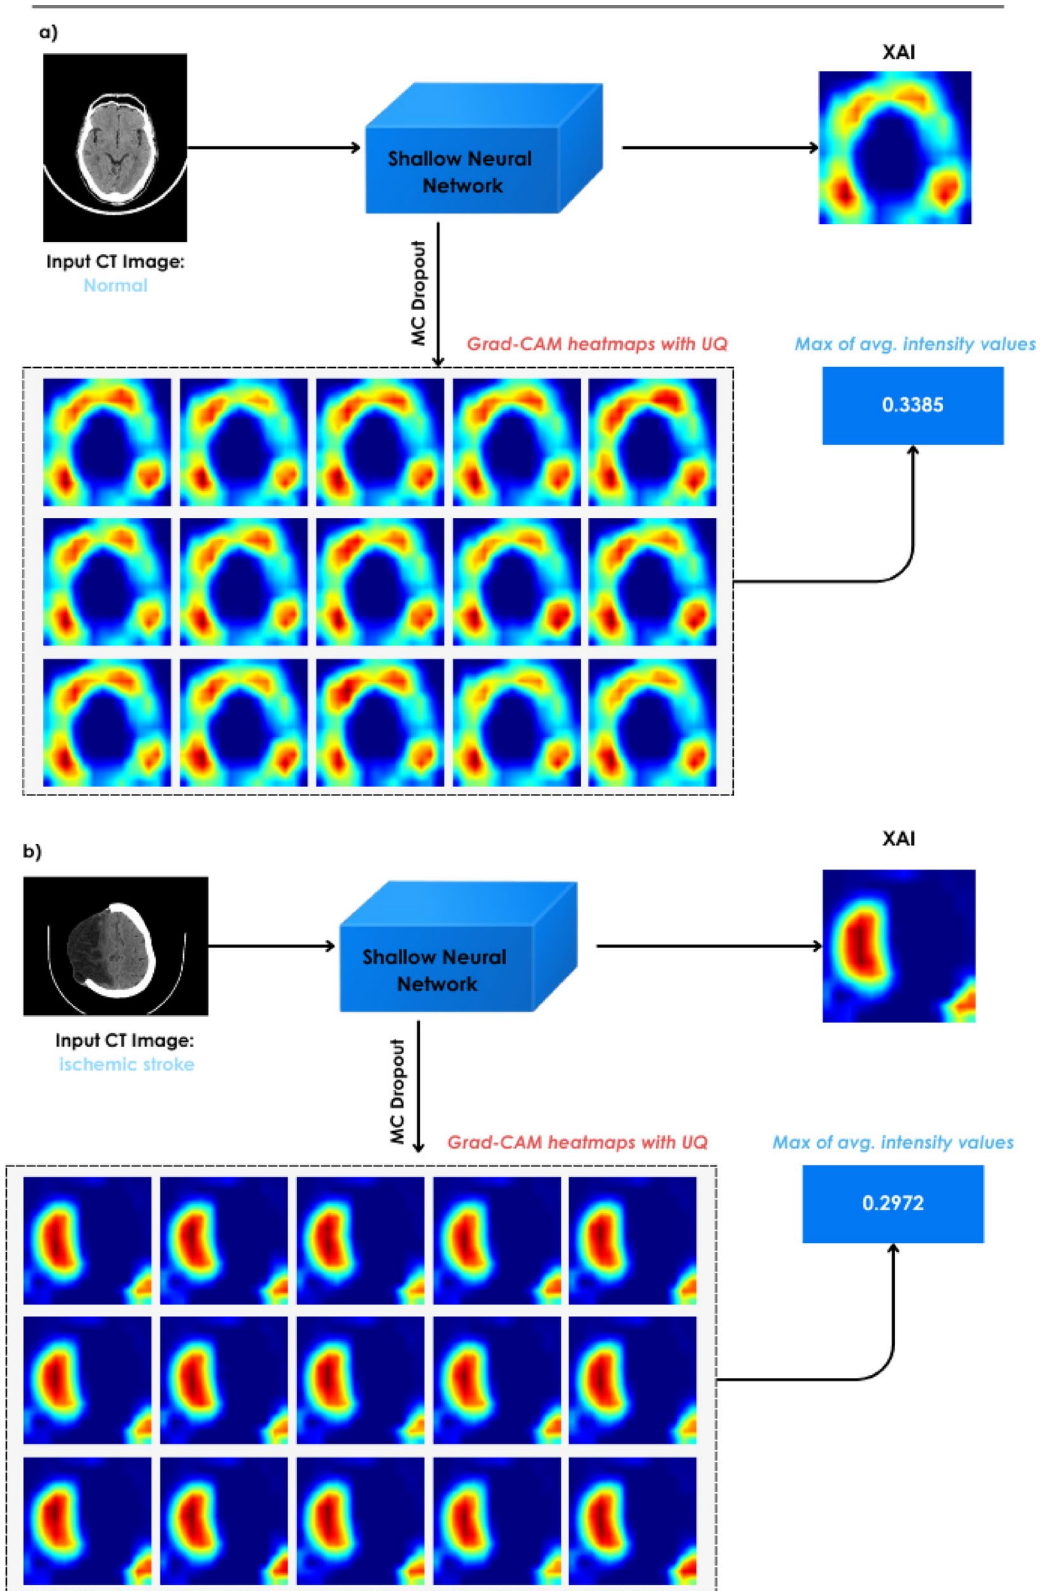 a)
XAI
Shallow Neural
Network
Input CT Image:
Normal
MC Dropout
Grad-CAM heatmaps with UQ
Max of avg. intensity values
0.3385
b)
XAI
Shallow Neural
Network
Input CT Image:
ischemic stroke
MC Dropout
Grad-CAM heatmaps with UQ
Max of avg. intensity values
0.2972